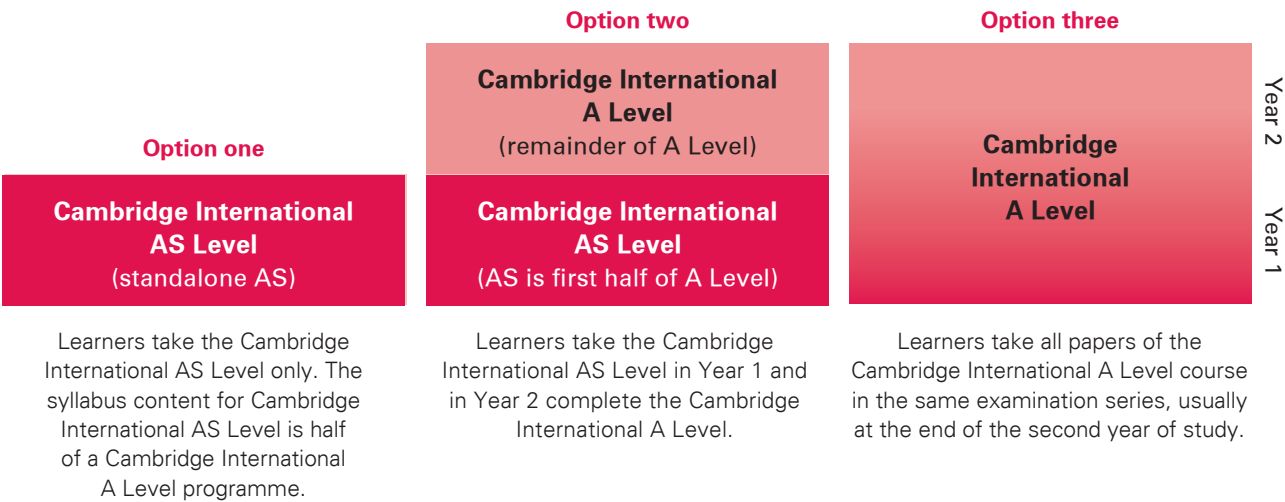 Option one
Cambridge International
AS Level
(standalone AS)
Learners take the Cambridge
International AS Level only. The
syllabus content for Cambridge
International AS Level is half
of a Cambridge International
A Level programme.
Option two
Cambridge International
A Level
(remainder of A Level)
Cambridge International
AS Level
(AS is first half of A Level)
Learners take the Cambridge
International AS Level in Year 1 and
in Year 2 complete the Cambridge
International A Level.
Option three
Cambridge
International
A Level
Learners take all papers of the
Cambridge International A Level course
in the same examination series, usually
at the end of the second year of study.
Year 2
Year 1